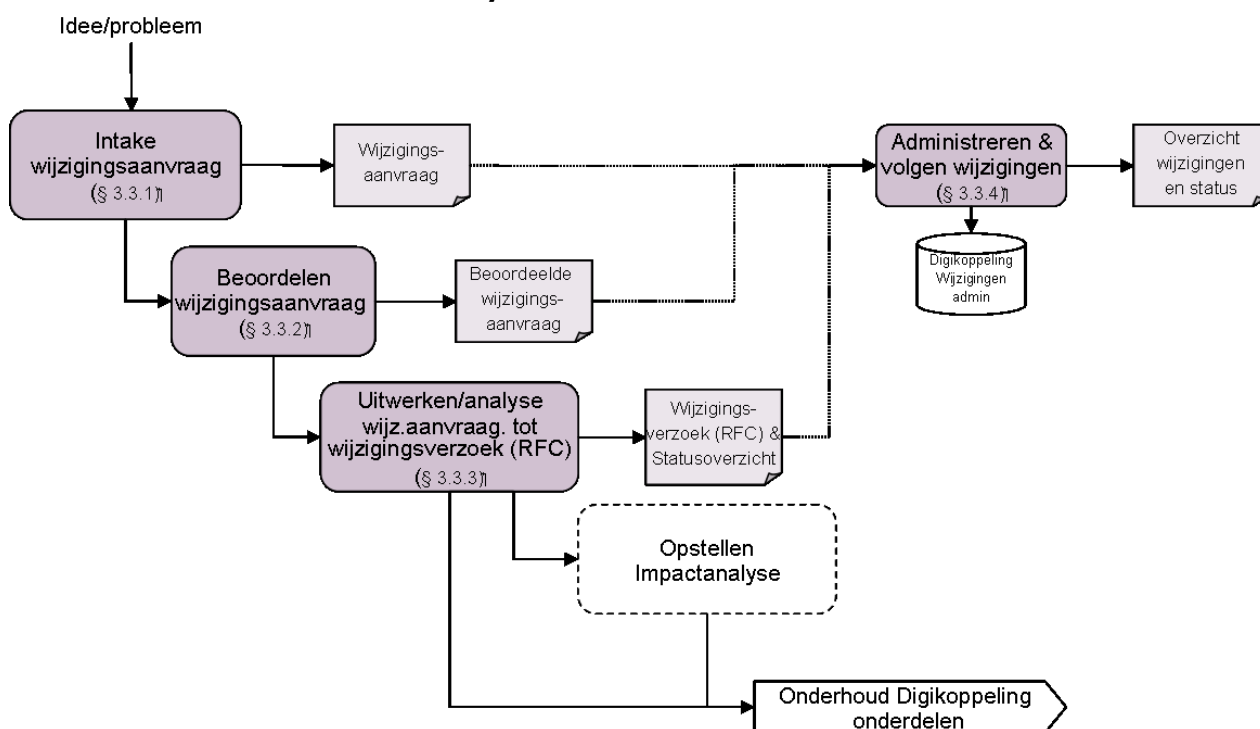 Idee/probleem
Intake
wijzigingsaanvraag
(§ 3.3.1)
Wijzigings-
aanvraag
Administreren &
volgen wijzigingen
(§ 3.3.4)
Overzicht
wijzigingen
en status
Digikoppeling
Wijzigingen
admin
Beoordelen
wijzigingsaanvraag
(§ 3.3.2)
Beoordeelde
wijzigings-
aanvraag
Uitwerken/analyse
wijz.aanvraag. tot
wijzigingsverzoek (RFC)
(§ 3.3.3)
Wijzigings-
verzoek (RFC) &
Statusoverzicht
Opstellen
Impactanalyse
Onderhoud Digikoppeling
onderdelen